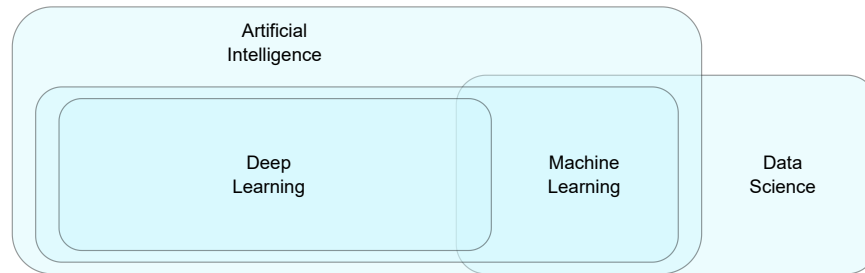 Artificial
Intelligence
Deep
Learning
Machine
Learning
Data
Science